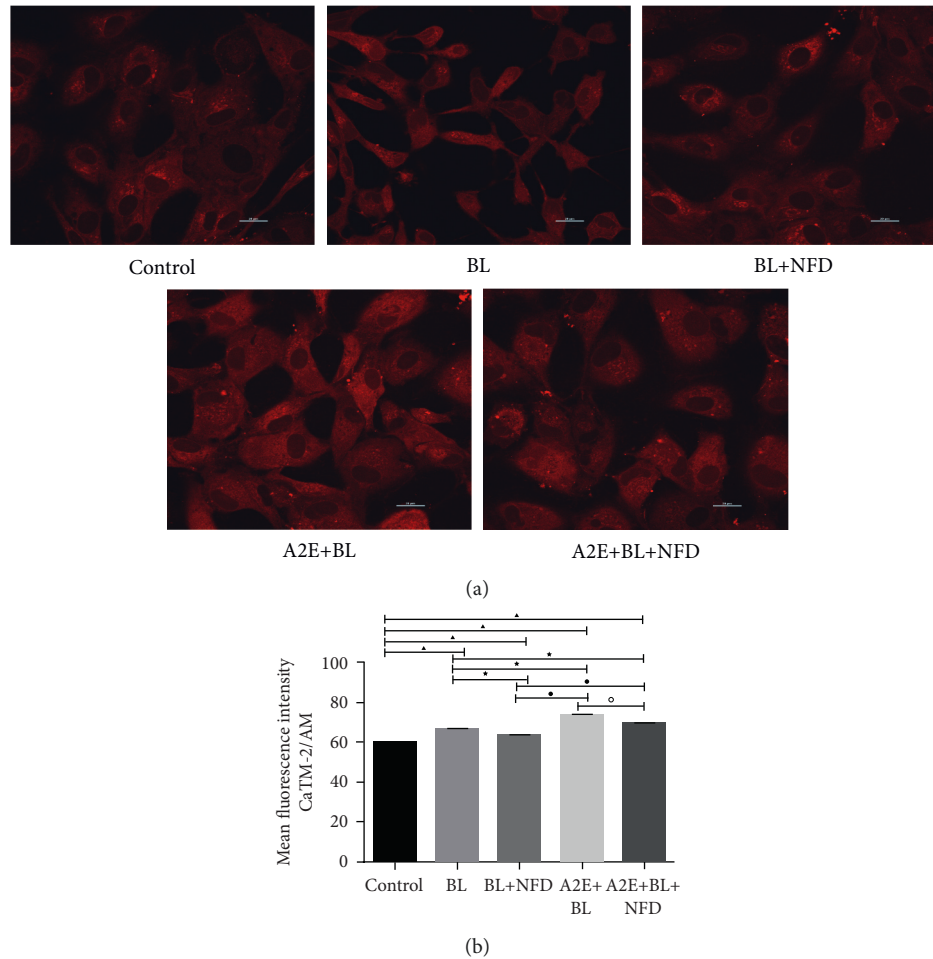 Control
BL
BL+NFD
A2E+BL
A2E+BL+NFD
(a)
Mean fluorescence intensity
CaTM-2/AM
100
80
60
40
20
0
Control
BL
BL+NFD
A2E+
BL
A2E+BL+
NFD
(b)